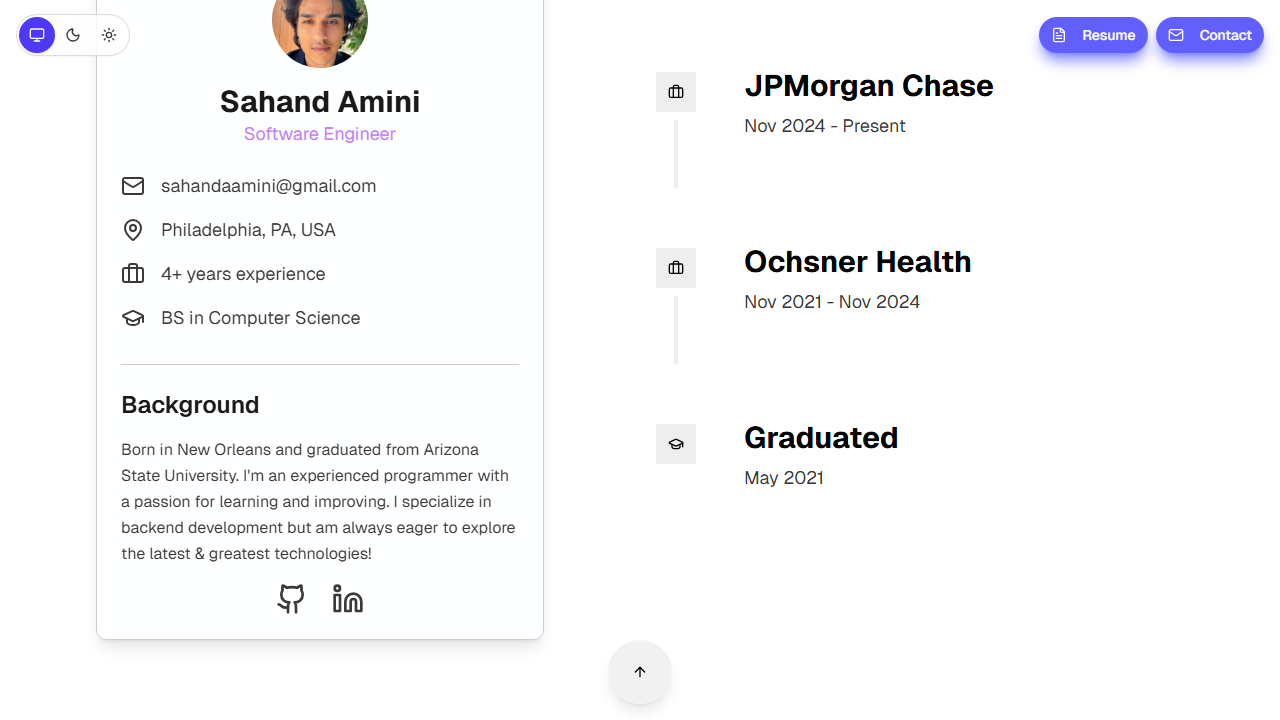 Resume
Contact
Sahand Amini
Software Engineer
sahandaamini@gmail.com
Philadelphia, PA, USA
4+ years experience
BS in Computer Science
Background
Born in New Orleans and graduated from Arizona
State University. I'm an experienced programmer with
a passion for learning and improving. I specialize in
backend development but am always eager to explore
the latest & greatest technologies!
JPMorgan Chase
Nov 2024 - Present
Ochsner Health
Nov 2021 - Nov 2024
Graduated
May 2021